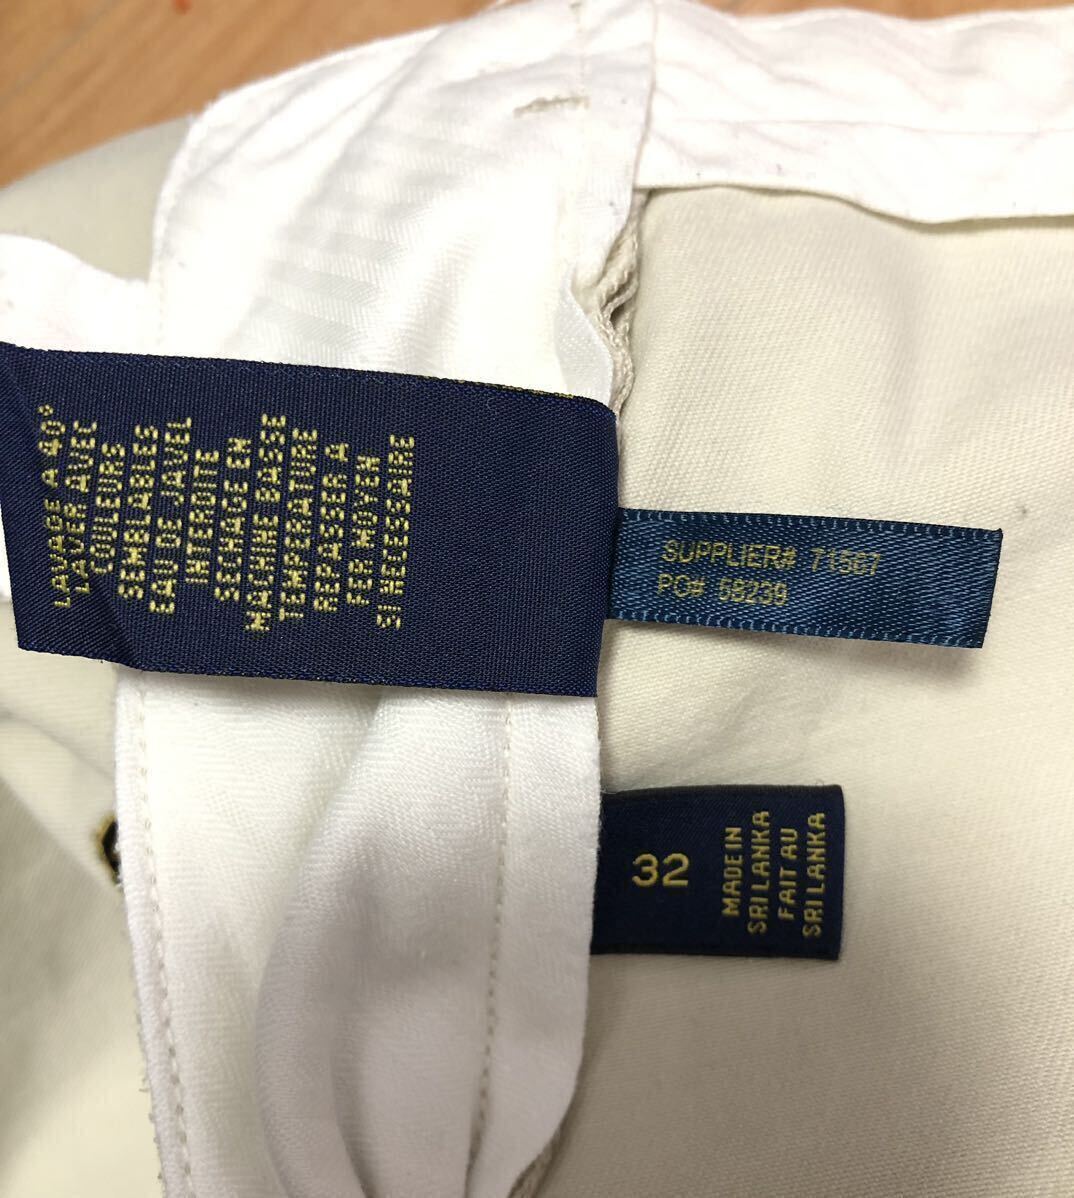 LAVAGE A 40°
LAVER AVEC
COULEURS
SEMBLABLES
EAU DE JAVEL
INTERDITE
SECHAGE EN
MACHINE BASSE
TEMPERATURE
REPASSER A
FER MOYEN
SI NECESSAIRE
SUPPLIER# 71567
PO# 58239
32
MADE IN
SRI LANKA
FAIT AU
SRI LANKA